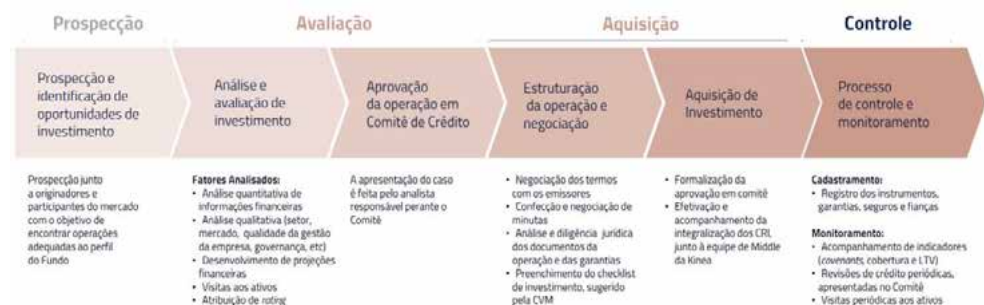 Prospecção
Avaliação
Aquisição
Controle
Prospecção e
identificação de
oportunidades de
investimento
Análise e
avaliação de
investimento
Aprovação
da operação em
Comitê de Crédito
Estruturação
da operação e
negociação
Aquisição de
Investimento
Processo
de controle e
monitoramento
Prospecção junto
a originadores e
participantes do mercado
com o objetivo de
encontrar operações
adequadas ao perfil
do Fundo
Fatores Analisados:
• Análise quantitativa de
informações financeiras
• Análise qualitativa (setor,
mercado, qualidade da gestão
da empresa, governança, etc)
• Desenvolvimento de projeções
financeiras
• Visitas aos ativos
• Atribuição de rating
A apresentação do caso
é feita pelo analista
responsável perante o
Comitê
• Negociação dos termos
com os emissores
• Confecção e negociação de
minutas
• Análise e diligência jurídica
dos documentos da
operação e das garantias
• Preenchimento do checklist
de investimento, sugerido
pela CVM
• Formalização da
aprovação em comitê
• Efetivação e
acompanhamento da
integralização dos CRI,
junto à equipe de Middle
da Kinea
Cadastramento:
• Registro dos instrumentos,
garantias, seguros e fianças
Monitoramento:
• Acompanhamento de indicadores
(covenants, cobertura e LTV)
• Revisões de crédito periódicas,
apresentadas no Comitê
• Visitas periódicas aos ativos